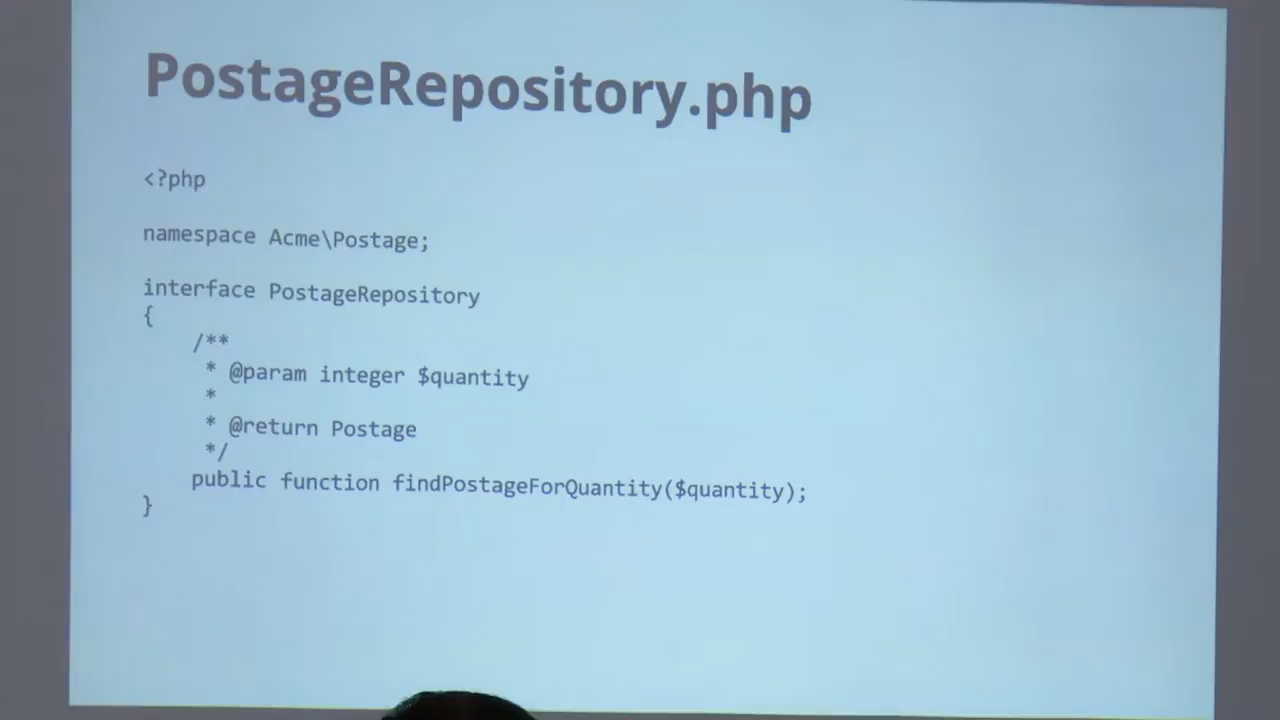 PostageRepository.php
<?php
namespace Acme\Postage;
interface PostageRepository
{
    /**
     * @param integer $quantity
     *
     * @return Postage
     */
    public function findPostageForQuantity($quantity);
}